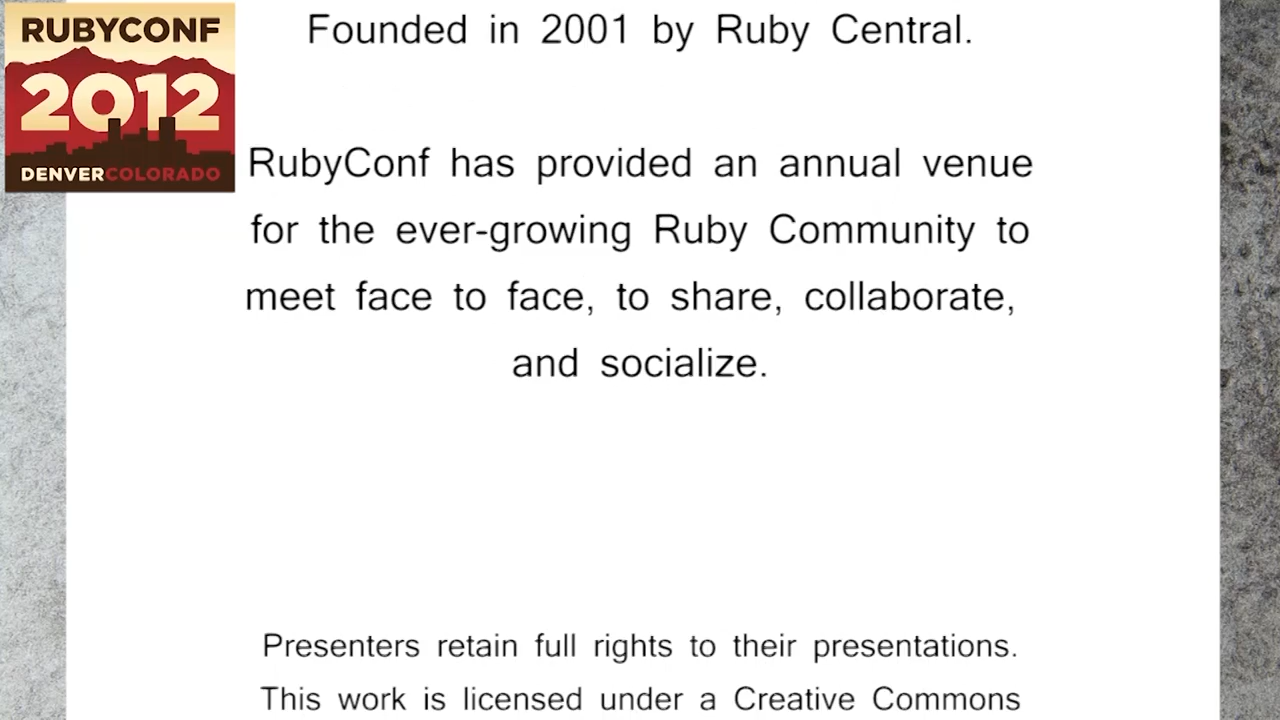 RUBYCONF
2012
DENVERCOLORADO
Founded in 2001 by Ruby Central.
RubyConf has provided an annual venue
for the ever-growing Ruby Community to
meet face to face, to share, collaborate,
and socialize.
Presenters retain full rights to their presentations.
This work is licensed under a Creative Commons